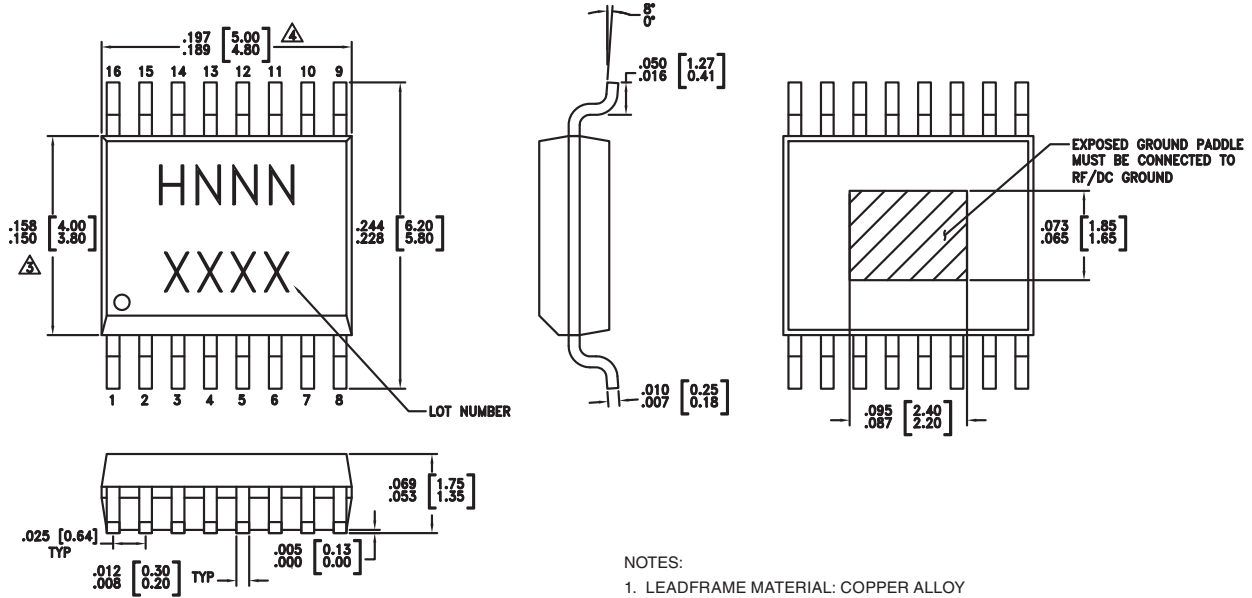 .197 [5.00]
.189 [4.80] 4
16 15 14 13 12 11 10 9
HNNN
XXXX
.158 [4.00]
.150 [3.80]
3
.244 [6.20]
.228 [5.80]
1 2 3 4 5 6 7 8
LOT NUMBER
8°
0°
.050 [1.27]
.016 [0.41]
.010 [0.25]
.007 [0.18]
EXPOSED GROUND PADDLE
MUST BE CONNECTED TO
RF/DC GROUND
.073 [1.85]
.065 [1.65]
.095 [2.40]
.087 [2.20]
.069 [1.75]
.053 [1.35]
.025 [0.64]
TYP
.012 [0.30]
.008 [0.20] TYP
.005 [0.13]
.000 [0.00]
NOTES:
1. LEADFRAME MATERIAL: COPPER ALLOY